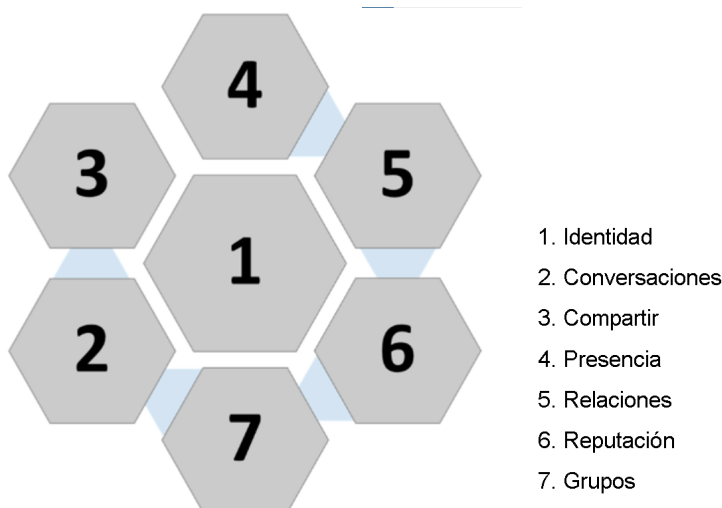 4
3
5
1
2
6
7
1. Identidad
2. Conversaciones
3. Compartir
4. Presencia
5. Relaciones
6. Reputación
7. Grupos